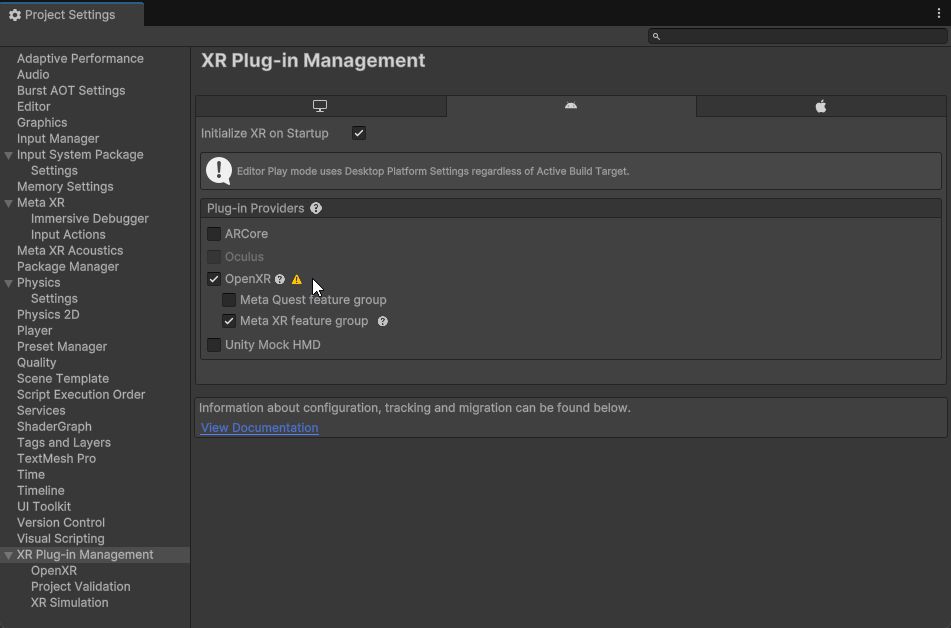 Project Settings
Adaptive Performance
Audio
Burst AOT Settings
Editor
Graphics
Input Manager
Input System Package
Settings
Memory Settings
Meta XR
Immersive Debugger
Input Actions
Meta XR Acoustics
Package Manager
Physics
Settings
Physics 2D
Player
Preset Manager
Quality
Scene Template
Script Execution Order
Services
ShaderGraph
Tags and Layers
TextMesh Pro
Time
Timeline
UI Toolkit
Version Control
Visual Scripting
XR Plug-in Management
OpenXR
Project Validation
XR Simulation
XR Plug-in Management
Initialize XR on Startup
Editor Play mode uses Desktop Platform Settings regardless of Active Build Target.
Plug-in Providers
ARCore
Oculus
OpenXR
Meta Quest feature group
Meta XR feature group
Unity Mock HMD
Information about configuration, tracking and migration can be found below.
View Documentation